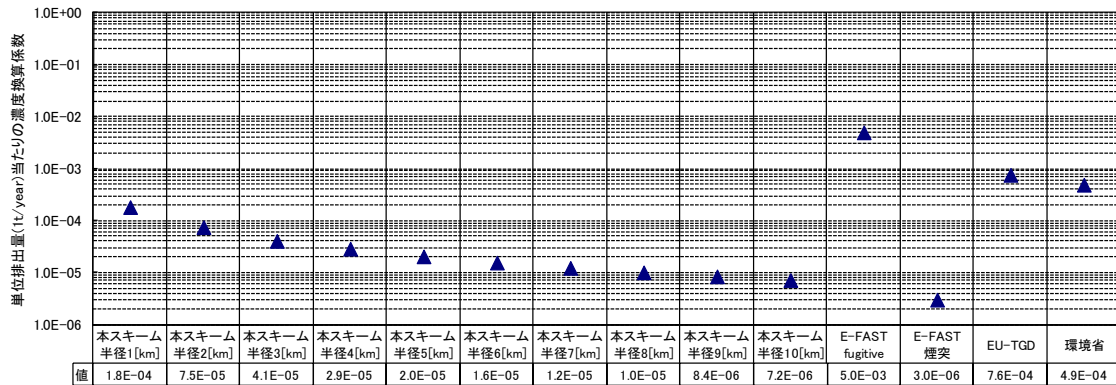 単位排出量(1t/year)当たりの濃度換算係数
1.0E+00
1.0E-01
1.0E-02
1.0E-03
1.0E-04
1.0E-05
1.0E-06
本スキーム 本スキーム 本スキーム 本スキーム 本スキーム 本スキーム 本スキーム 本スキーム 本スキーム 本スキーム E-FAST E-FAST EU-TGD 環境省
半径1[km] 半径2[km] 半径3[km] 半径4[km] 半径5[km] 半径6[km] 半径7[km] 半径8[km] 半径9[km] 半径10[km] fugitive 煙突
値 1.8E-04 7.5E-05 4.1E-05 2.9E-05 2.0E-05 1.6E-05 1.2E-05 1.0E-05 8.4E-06 7.2E-06 5.0E-03 3.0E-06 7.6E-04 4.9E-04